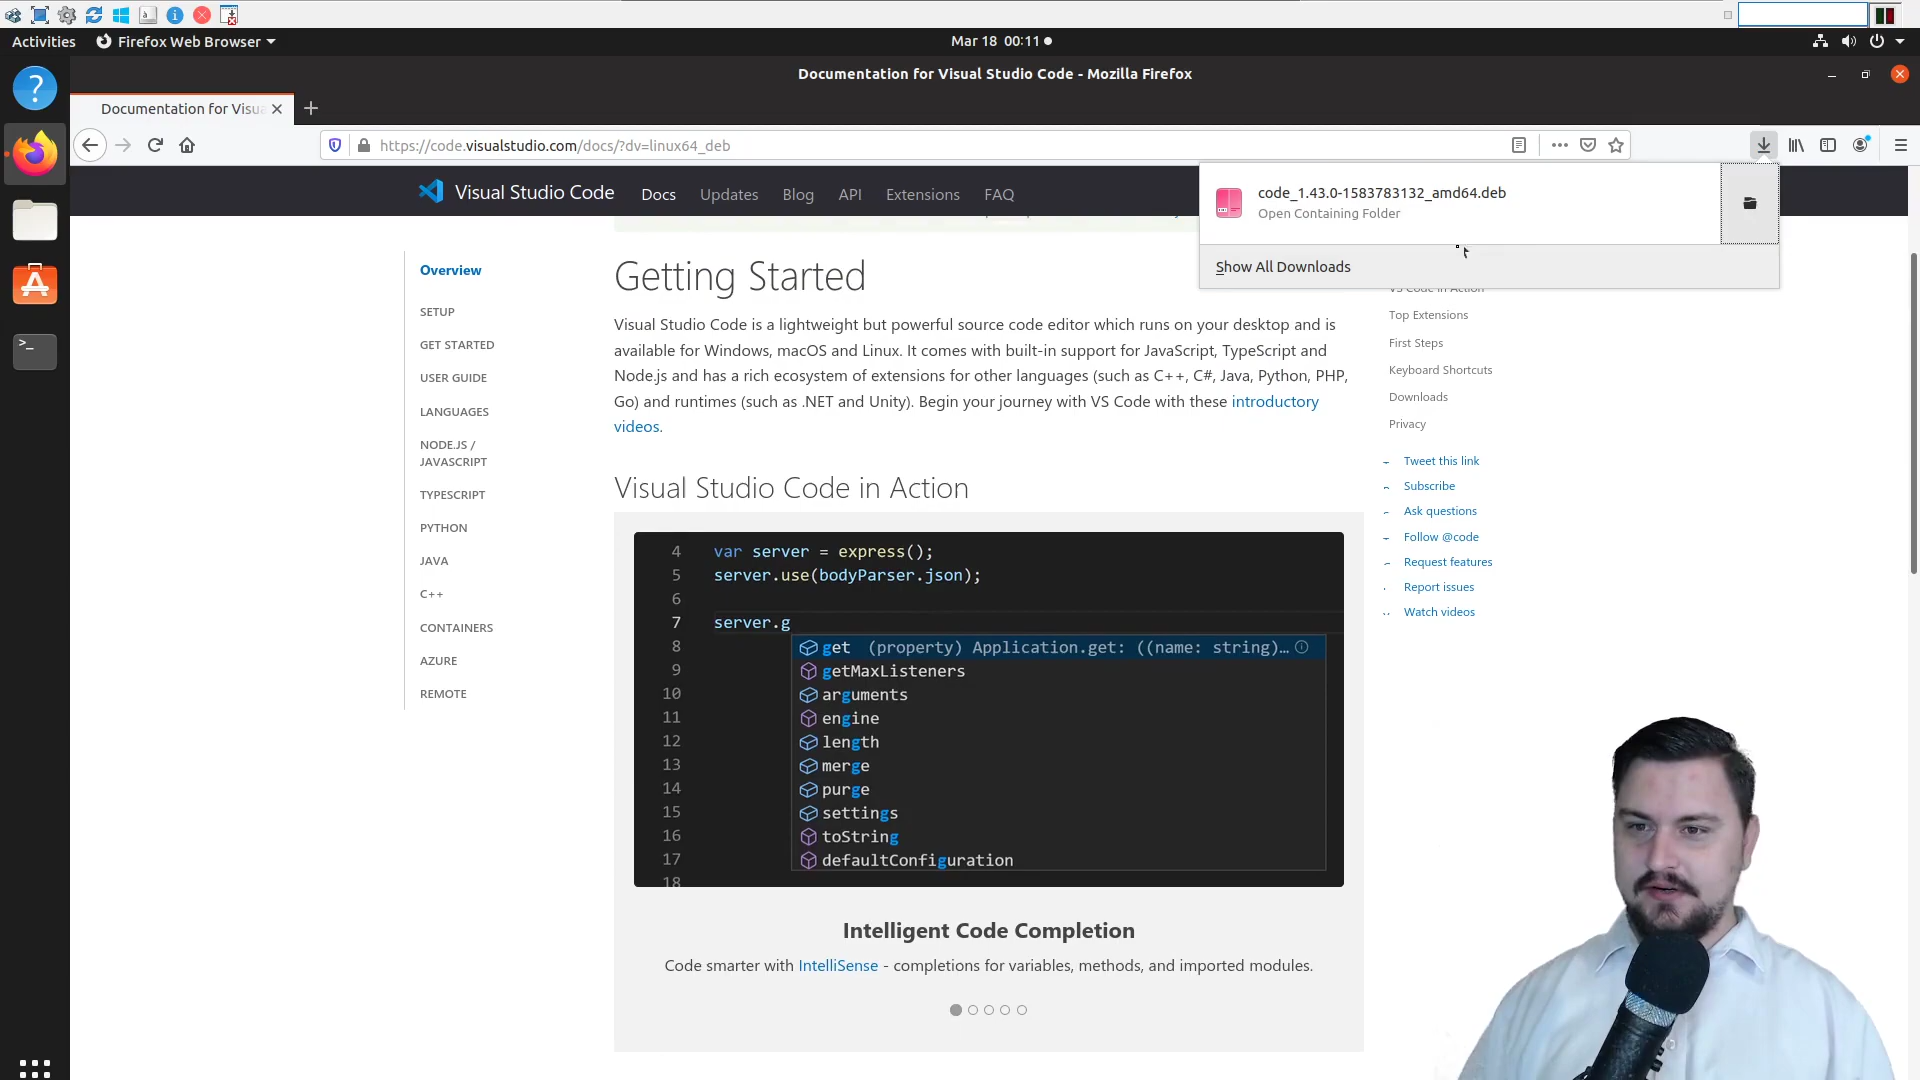 Activities
Firefox Web Browser
Mar 18 00:11
Documentation for Visual Studio Code - Mozilla Firefox
Documentation for Visua
https://code.visualstudio.com/docs/?dv=linux64_deb
Visual Studio Code
Docs
Updates
Blog
API
Extensions
FAQ
code_1.43.0-1583783132_amd64.deb
Open Containing Folder
Show All Downloads
Overview
SETUP
GET STARTED
USER GUIDE
LANGUAGES
NODE.JS /
JAVASCRIPT
TYPESCRIPT
PYTHON
JAVA
C++
CONTAINERS
AZURE
REMOTE
Getting Started
Visual Studio Code is a lightweight but powerful source code editor which runs on your desktop and is
available for Windows, macOS and Linux. It comes with built-in support for JavaScript, TypeScript and
Node.js and has a rich ecosystem of extensions for other languages (such as C++, C#, Java, Python, PHP,
Go) and runtimes (such as .NET and Unity). Begin your journey with VS Code with these introductory
videos.
Visual Studio Code in Action
4 var server = express();
5 server.use(bodyParser.json);
6
7 server.g
8 get (property) Application.get: ((name: string)…
9 getMaxListeners
10 arguments
11 engine
12 length
13 merge
14 purge
15 settings
16 toString
17 defaultConfiguration
18
Intelligent Code Completion
Code smarter with IntelliSense - completions for variables, methods, and imported modules.
VS Code in Action
Top Extensions
First Steps
Keyboard Shortcuts
Downloads
Privacy
Tweet this link
Subscribe
Ask questions
Follow @code
Request features
Report issues
Watch videos